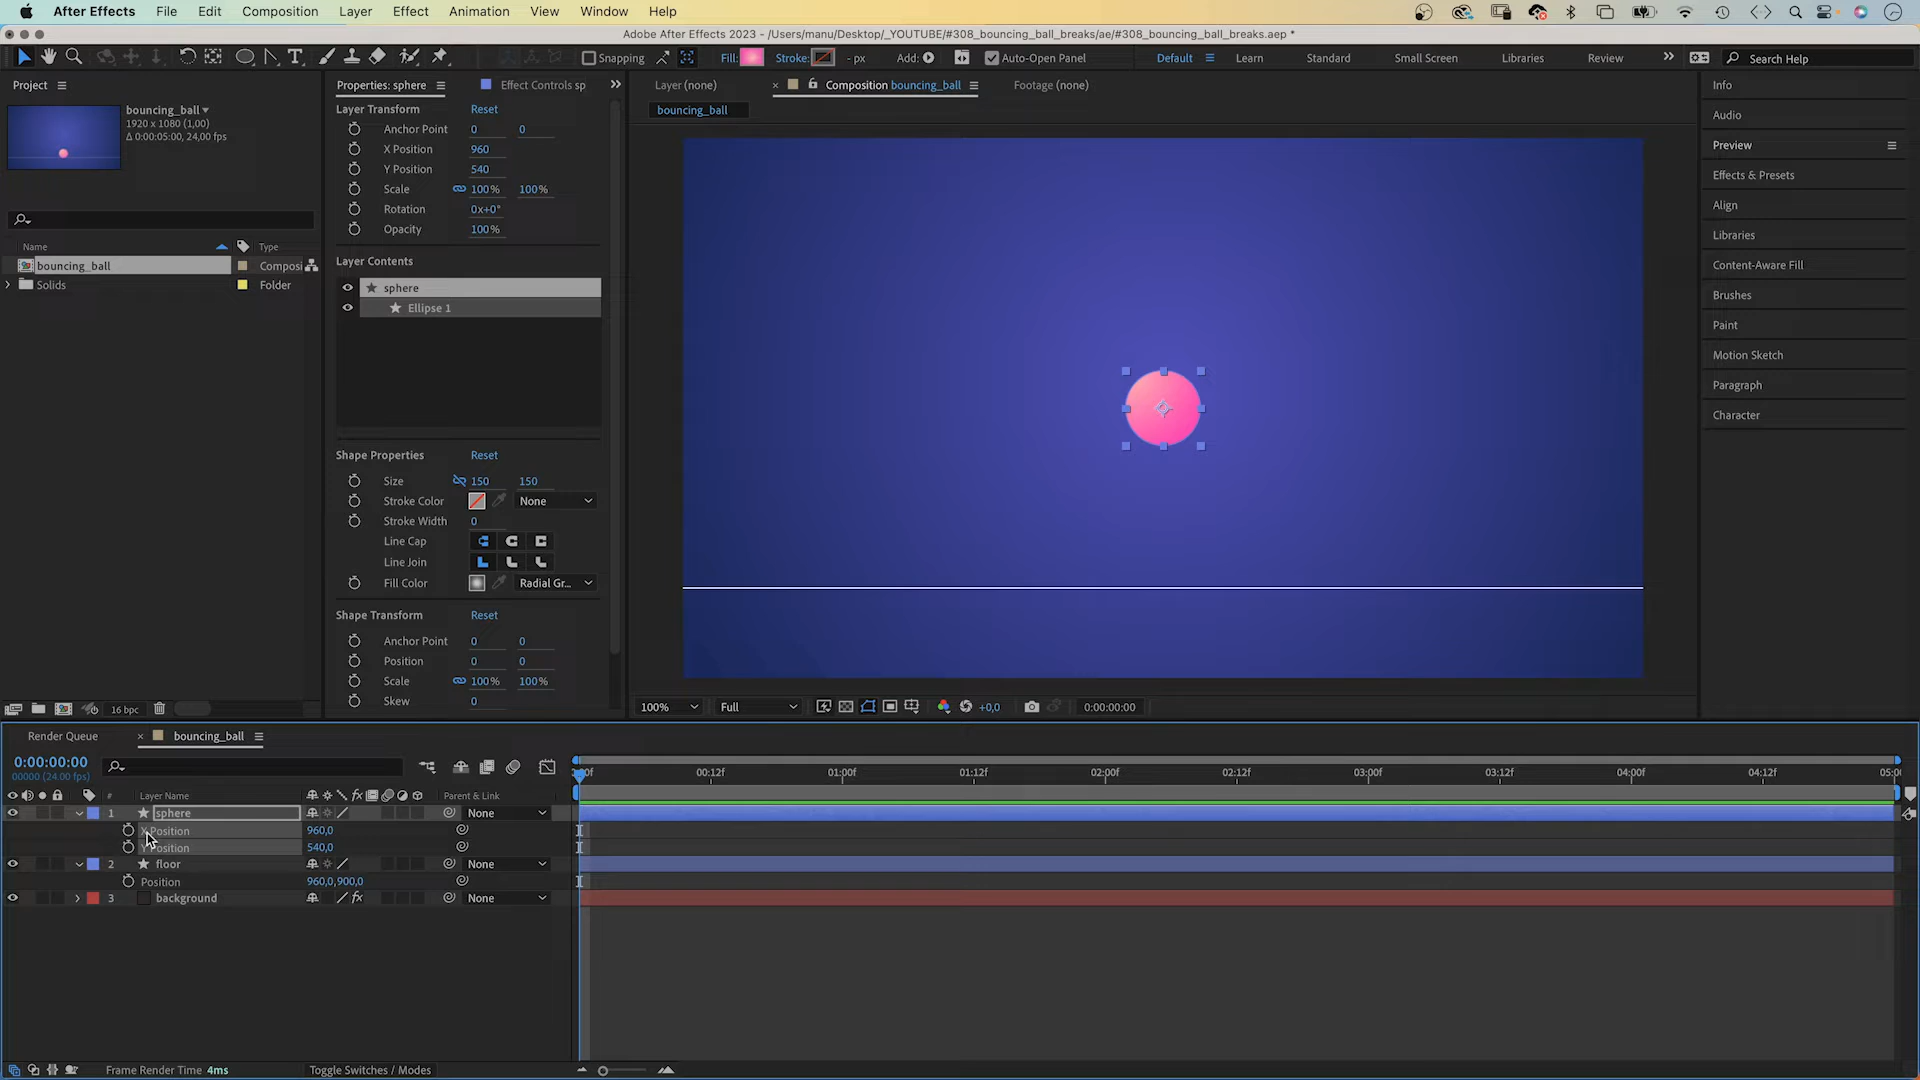 After Effects File Edit Composition Layer Effect Animation View Window Help
Adobe After Effects 2023 - /Users/manu/Desktop/_YOUTUBE/#308_bouncing_ball_breaks/ae/#308_bouncing_ball_breaks.aep *
Snapping Fill: Stroke: - px Add: Auto-Open Panel Default Learn Standard Small Screen Libraries Review Search Help
Project
bouncing_ball
1920 x 1080 (1,00)
Δ 0:00:05:00, 24,00 fps
Name Type
bouncing_ball Composi
Solids Folder
16 bpc
Properties: sphere Effect Controls sp
Layer Transform Reset
Anchor Point 0 0
X Position 960
Y Position 540
Scale 100% 100%
Rotation 0x+0°
Opacity 100%
Layer Contents
sphere
Ellipse 1
Shape Properties Reset
Size 150 150
Stroke Color None
Stroke Width 0
Line Cap
Line Join
Fill Color Radial Gr...
Shape Transform Reset
Anchor Point 0 0
Position 0 0
Scale 100% 100%
Skew 0
Layer (none) Composition bouncing_ball Footage (none)
bouncing_ball
100% Full +0,0 0:00:00:00
Info
Audio
Preview
Effects & Presets
Align
Libraries
Content-Aware Fill
Brushes
Paint
Motion Sketch
Paragraph
Character
Render Queue bouncing_ball
0:00:00:00
00000 (24.00 fps)
00:12f 01:00f 01:12f 02:00f 02:12f 03:00f 03:12f 04:00f 04:12f
# Layer Name Parent & Link
1 sphere None
X Position 960,0
Y Position 540,0
2 floor None
Position 960,0,900,0
3 background None
Frame Render Time 4ms Toggle Switches / Modes